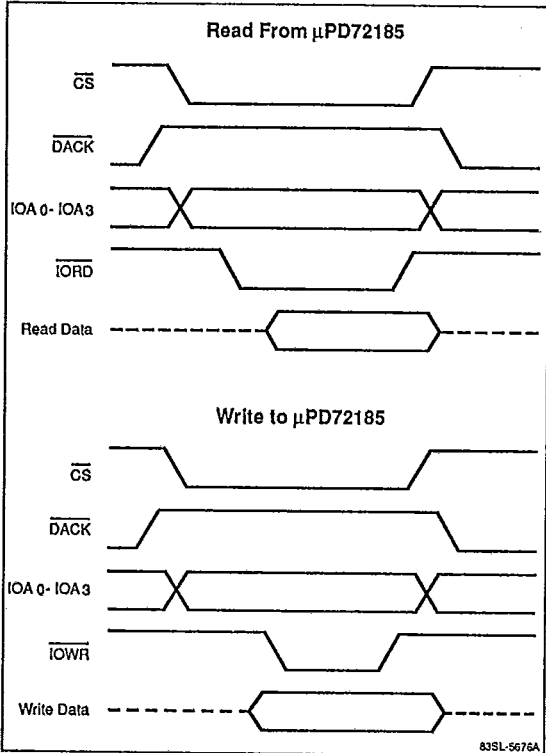 Read From μPD72185
CS
DACK
IOA 0- IOA 3
IORD
Read Data
Write to μPD72185
CS
DACK
IOA 0- IOA 3
IOWR
Write Data
83SL-5676A